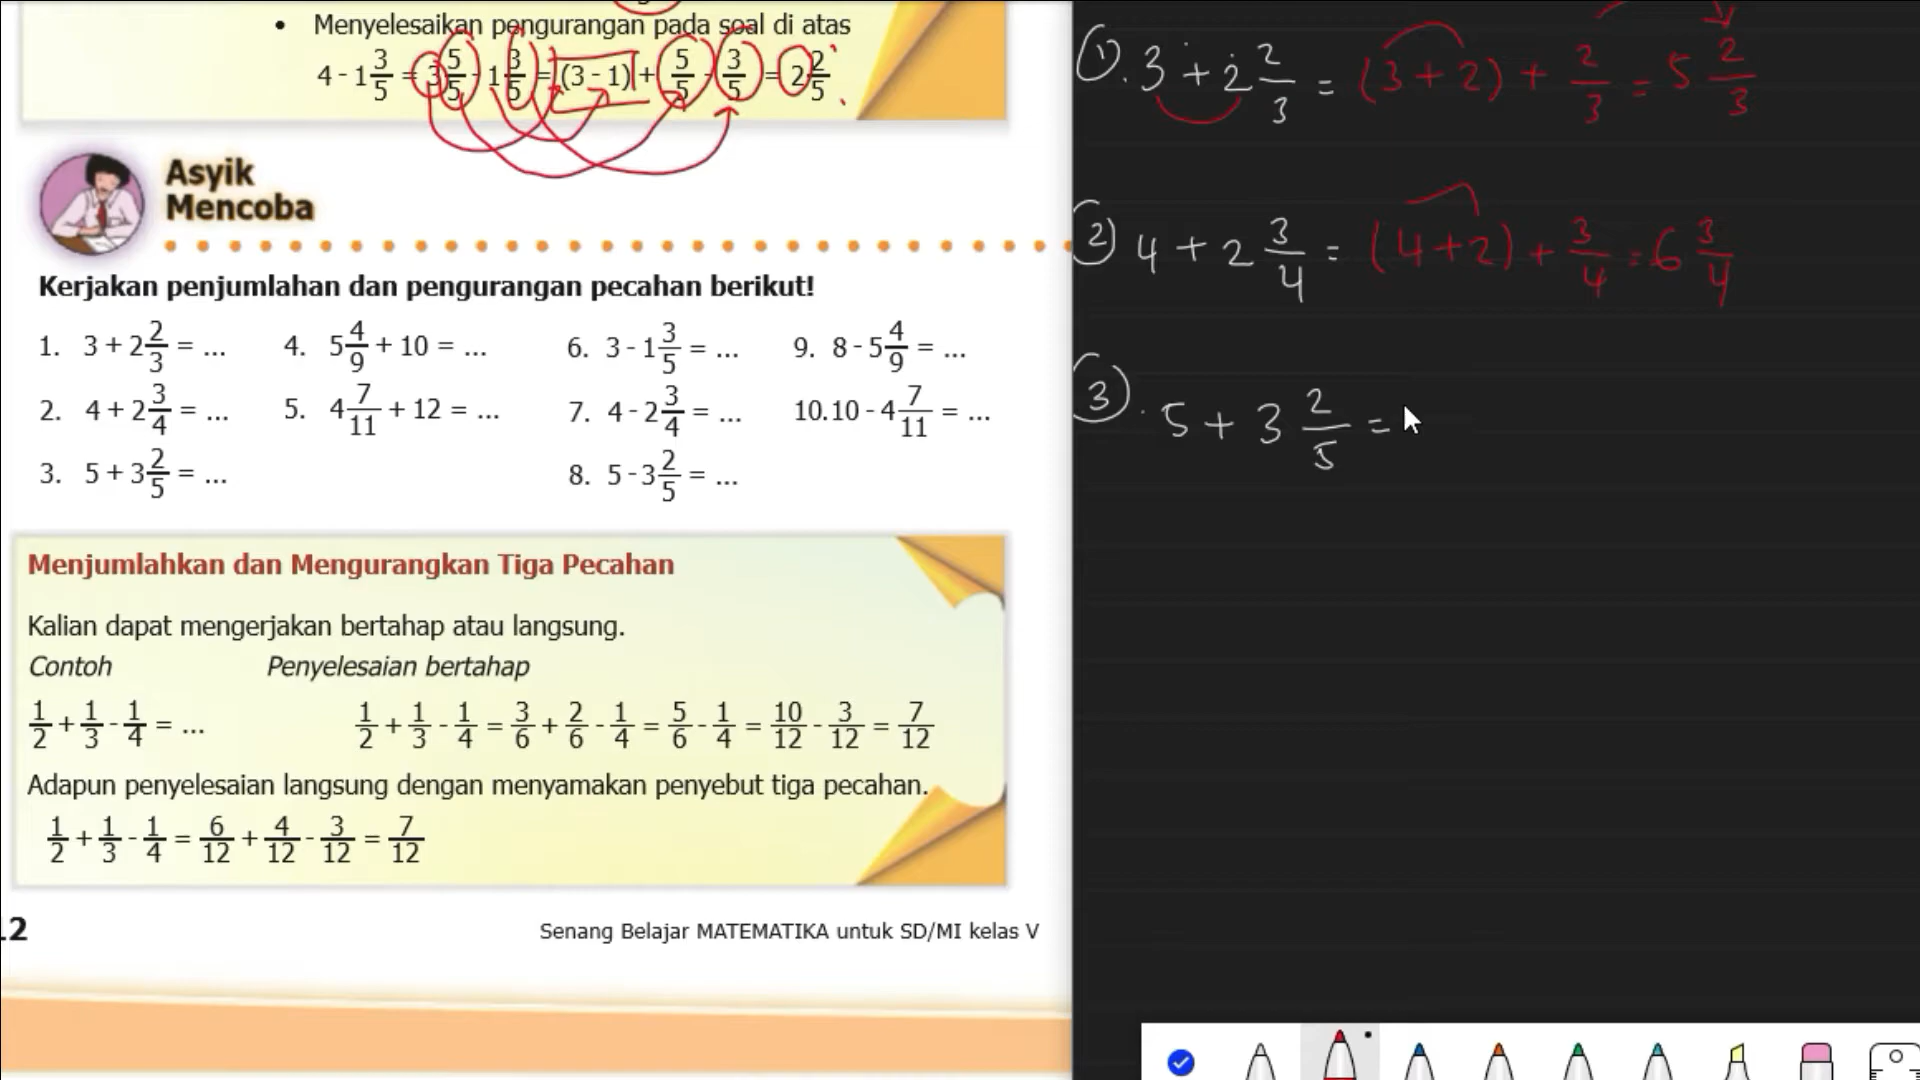 • Menyelesaikan pengurangan pada soal di atas
4 - 1 3/5 = 3 5/5 - 1 3/5 = (3 - 1) + 5/5 - 3/5 = 2 2/5
Asyik
Mencoba
Kerjakan penjumlahan dan pengurangan pecahan berikut!
1. 3 + 2 2/3 = ... 4. 5 4/9 + 10 = ... 6. 3 - 1 3/5 = ... 9. 8 - 5 4/9 = ...
2. 4 + 2 3/4 = ... 5. 4 7/11 + 12 = ... 7. 4 - 2 3/4 = ... 10. 10 - 4 7/11 = ...
3. 5 + 3 2/5 = ... 8. 5 - 3 2/5 = ...
Menjumlahkan dan Mengurangkan Tiga Pecahan
Kalian dapat mengerjakan bertahap atau langsung.
Contoh Penyelesaian bertahap
1/2 + 1/3 - 1/4 = ... 1/2 + 1/3 - 1/4 = 3/6 + 2/6 - 1/4 = 5/6 - 1/4 = 10/12 - 3/12 = 7/12
Adapun penyelesaian langsung dengan menyamakan penyebut tiga pecahan.
1/2 + 1/3 - 1/4 = 6/12 + 4/12 - 3/12 = 7/12
12 Senang Belajar MATEMATIKA untuk SD/MI kelas V
1). 3 + 2 2/3 = (3 + 2) + 2/3 = 5 2/3
2) 4 + 2 3/4 = (4 + 2) + 3/4 = 6 3/4
3). 5 + 3 2/5 =